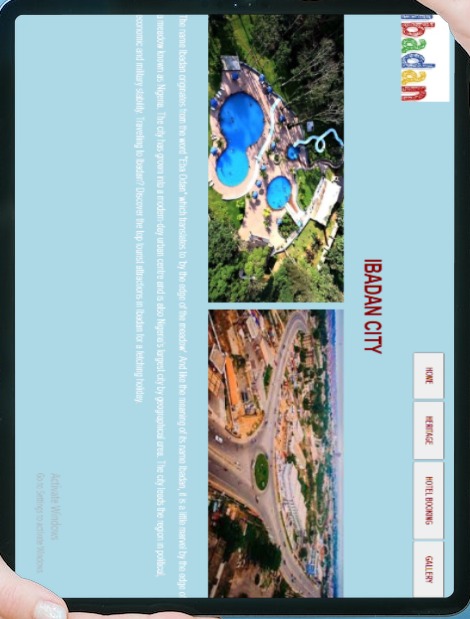 Ibadan
HOME HERITAGE HOTEL BOOKING GALLERY
IBADAN CITY
The name Ibadan originates from the word "Eba Odan" which translates to 'by the edge of the meadow'. And like the meaning of its name Ibadan, it is a little marvel by the edge of
a meadow known as Nigeria. The city has grown into a modern-day urban centre and is also Nigeria's largest city by geographical area. The city leads the region in political,
economic and military stability. Travelling to Ibadan? Discover the top tourist attractions in Ibadan for a fetching holiday.
Activate Windows
Go to Settings to activate Windows.